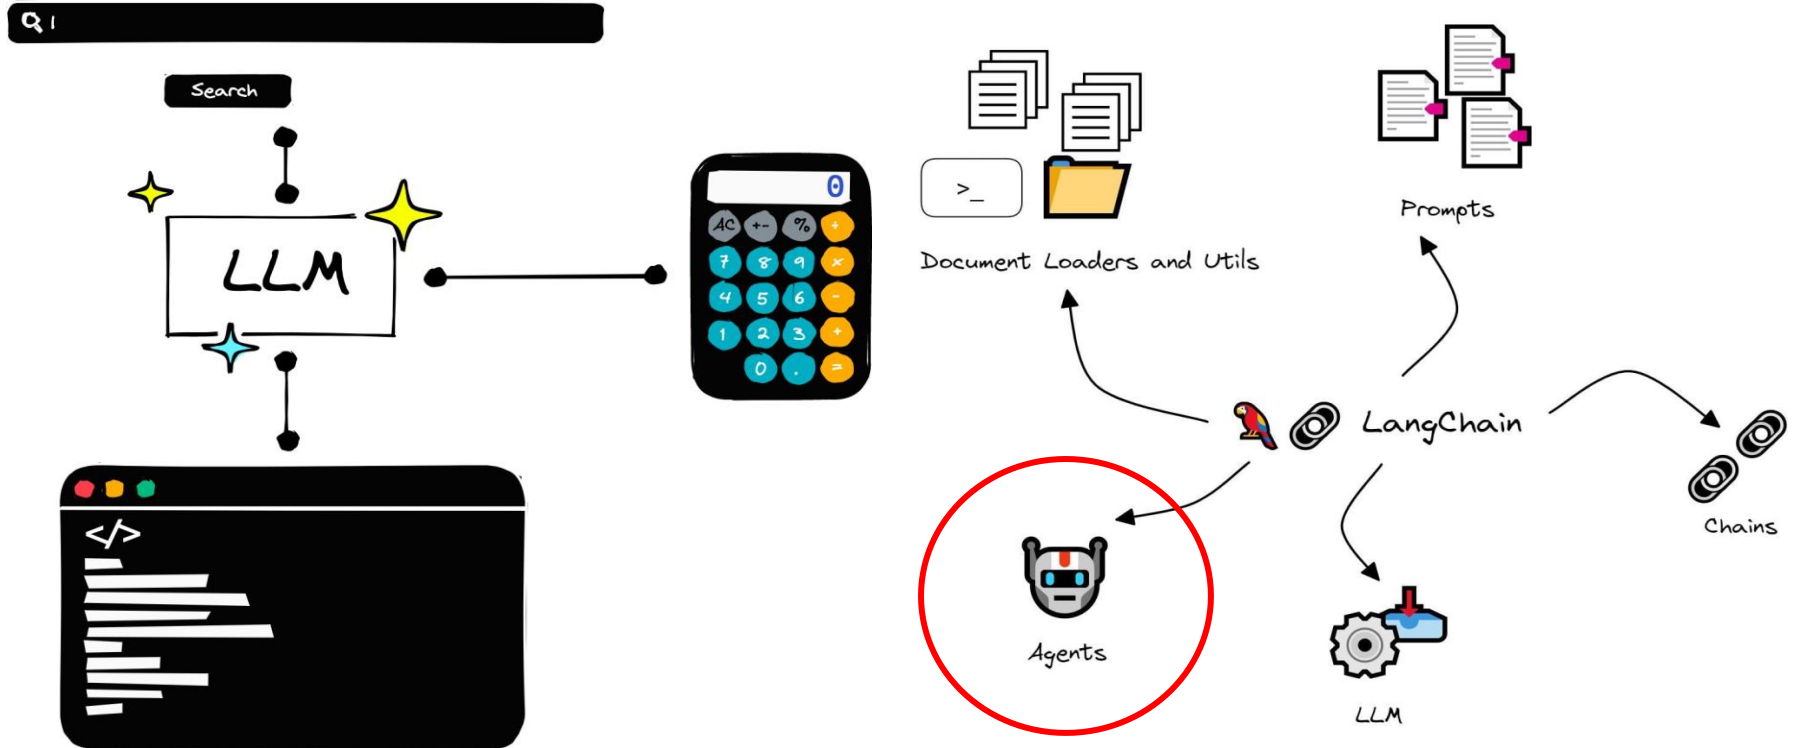 Search
LLM
0
AC +- % ÷
7 8 9 ×
4 5 6 -
1 2 3 +
0 . =
</>
>_
Document Loaders and Utils
Prompts
LangChain
Chains
Agents
LLM